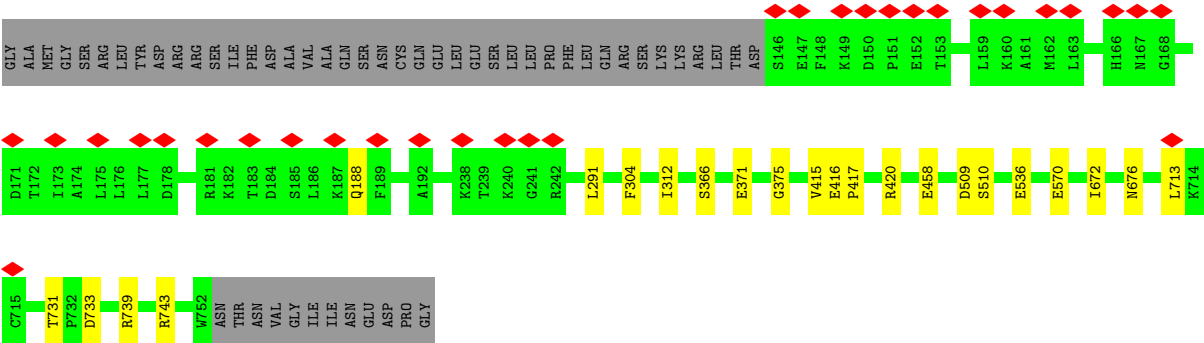 GLY ALA MET GLY SER ARG LEU TYR ASP ARG ARG SER ILE PHE ASP ALA VAL ALA GLN SER ASN CYS GLN GLU LEU GLU SER LEU LEU PRO PHE LEU GLN ARG SER LYS LYS ARG LEU THR ASP S146 E147 F148 K149 D150 P151 E152 T153 L159 K160 A161 M162 L163 H166 N167 G168
D171 T172 I173 A174 L175 L176 L177 D178 R181 K182 T183 D184 S185 L186 K187 Q188 F189 A192 K238 T239 K240 G241 R242 L291 F304 I312 S366 E371 G375 V415 E416 P417 R420 E458 D509 S510 E536 E570 I672 N676 L713 K714
C715 T731 P732 D733 R739 R743 W752 ASN THR ASN VAL GLY ILE ILE ASN GLU ASP PRO GLY